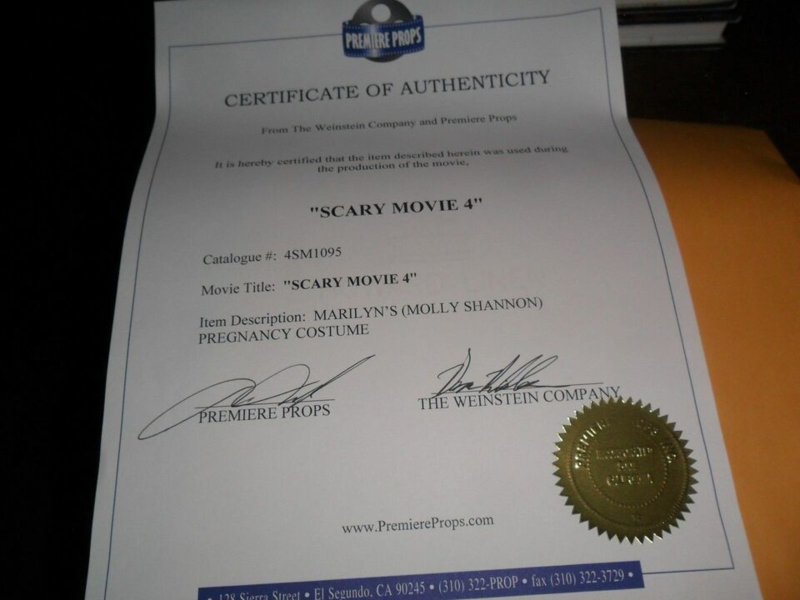 PREMIERE PROPS
CERTIFICATE OF AUTHENTICITY
From The Weinstein Company and Premiere Props
It is hereby certified that the item described herein was used during
the production of the movie,
"SCARY MOVIE 4"
Catalogue #: 4SM1095
Movie Title: "SCARY MOVIE 4"
Item Description: MARILYN'S (MOLLY SHANNON)
PREGNANCY COSTUME
PREMIERE PROPS
THE WEINSTEIN COMPANY
PREMIERE PROPS INC.
www.PremiereProps.com
• 128 Sierra Street • El Segundo, CA 90245 • (310) 322-PROP • fax (310) 322-3729 •